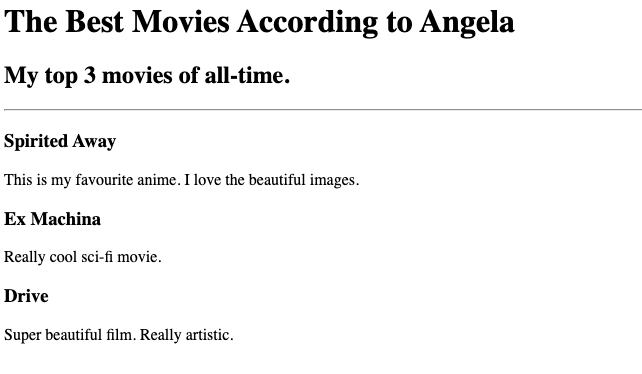 The Best Movies According to Angela
My top 3 movies of all-time.
Spirited Away
This is my favourite anime. I love the beautiful images.
Ex Machina
Really cool sci-fi movie.
Drive
Super beautiful film. Really artistic.